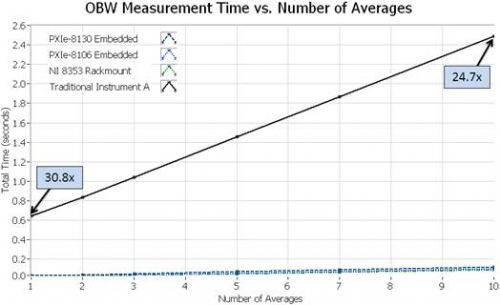 OBW Measurement Time vs. Number of Averages
PXIe-8130 Embedded
PXIe-8106 Embedded
NI 8353 Rackmount
Traditional Instrument A
24.7x
30.8x
Total Time (seconds)
2.6
2.4
2.2
2.0
1.8
1.6
1.4
1.2
1.0
0.8
0.6
0.4
0.2
0.0
1 2 3 4 5 6 7 8 9 10
Number of Averages